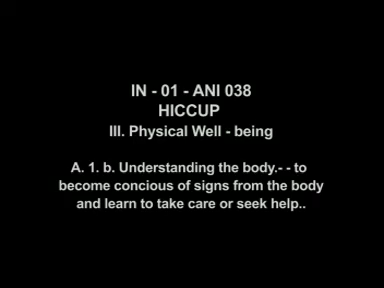 IN - 01 - ANI 038
HICCUP
III. Physical Well - being
A. 1. b. Understanding the body.- - to
become concious of signs from the body
and learn to take care or seek help..